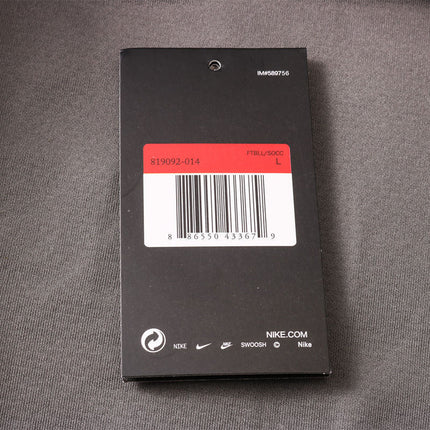 IM#589756
FTBLL/SOCC
819092-014 L
8 86550 43367 9
NIKE.COM
NIKE SWOOSH © Nike